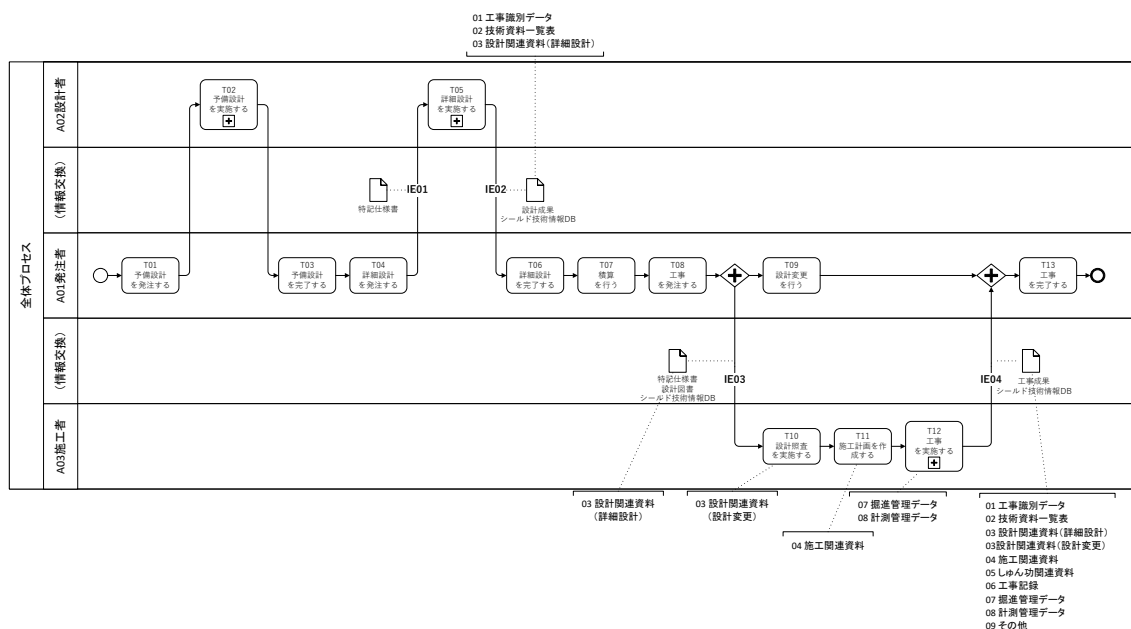 01 工事識別データ
02 技術資料一覧表
03 設計関連資料(詳細設計)
全体プロセス
A02設計者
T02
予備設計
を実施する
T05
詳細設計
を実施する
(情報交換)
特記仕様書
IE01
IE02
設計成果
シールド技術情報DB
A01発注者
T01
予備設計
を発注する
T03
予備設計
を完了する
T04
詳細設計
を発注する
T06
詳細設計
を完了する
T07
積算
を行う
T08
工事
を発注する
T09
設計変更
を行う
T13
工事
を完了する
(情報交換)
特記仕様書
設計図書
シールド技術情報DB
IE03
IE04
工事成果
シールド技術情報DB
A03施工者
T10
設計照査
を実施する
T11
施工計画を作
成する
T12
工事
を実施する
03 設計関連資料
(詳細設計)
03 設計関連資料
(設計変更)
04 施工関連資料
07 掘進管理データ
08 計測管理データ
01 工事識別データ
02 技術資料一覧表
03 設計関連資料(詳細設計)
03設計関連資料(設計変更)
04 施工関連資料
05 しゅん功関連資料
06 工事記録
07 掘進管理データ
08 計測管理データ
09 その他